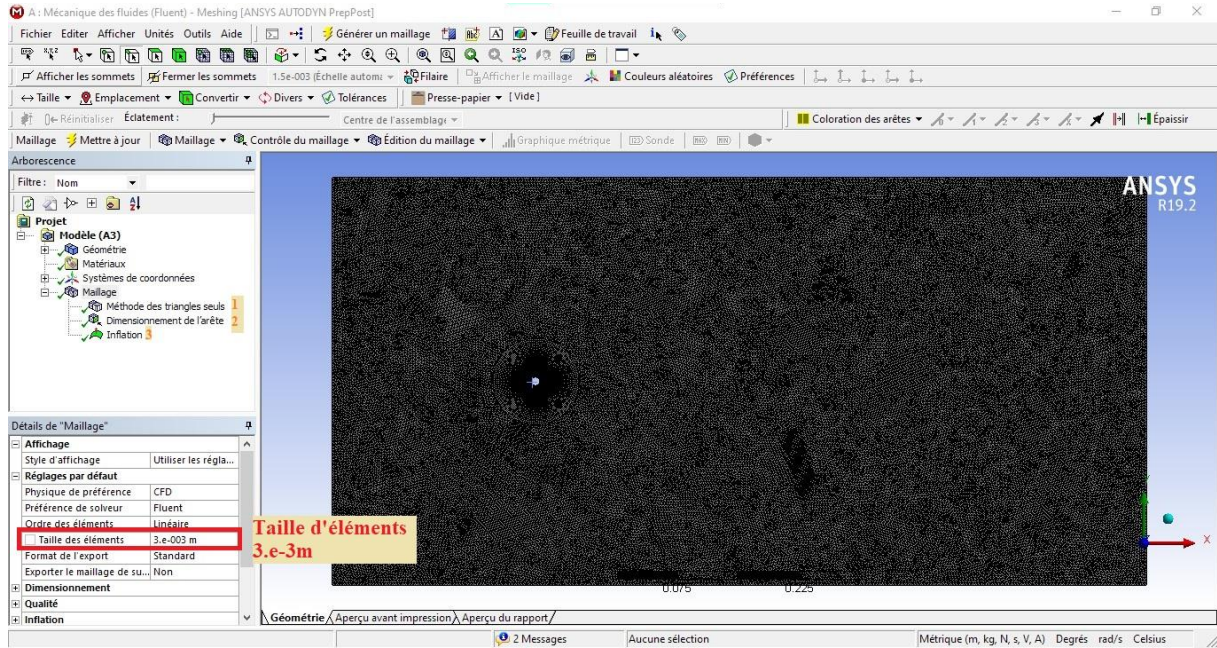 A : Mécanique des fluides (Fluent) - Meshing [ANSYS AUTODYN PrepPost]
Fichier Editer Afficher Unités Outils Aide Générer un maillage Feuille de travail
Afficher les sommets Fermer les sommets 1.5e-003 (Échelle automa Filaire Afficher le maillage Couleurs aléatoires Préférences
Taille Emplacement Convertir Divers Tolérances Presse-papier [Vide]
Réinitialiser Éclatement : Centre de l'assemblage Coloration des arêtes Épaissir
Maillage Mettre à jour Maillage Contrôle du maillage Édition du maillage Graphique métrique Sonde
Arborescence
Filtre : Nom
Projet
Modèle (A3)
Géométrie
Matériaux
Systèmes de coordonnées
Maillage
Méthode des triangles seuls 1
Dimensionnement de l'arête 2
Inflation 3
ANSYS
R19.2
Détails de "Maillage"
Affichage
Style d'affichage Utiliser les régla...
Réglages par défaut
Physique de préférence CFD
Préférence de solveur Fluent
Ordre des éléments Linéaire
Taille des éléments 3.e-003 m
Format de l'export Standard
Exporter le maillage de su... Non
Dimensionnement
Qualité
Inflation
Taille d'éléments
3.e-3m
0.075 0.225
X
Géométrie Aperçu avant impression Aperçu du rapport
2 Messages Aucune sélection Métrique (m, kg, N, s, V, A) Degrés rad/s Celsius